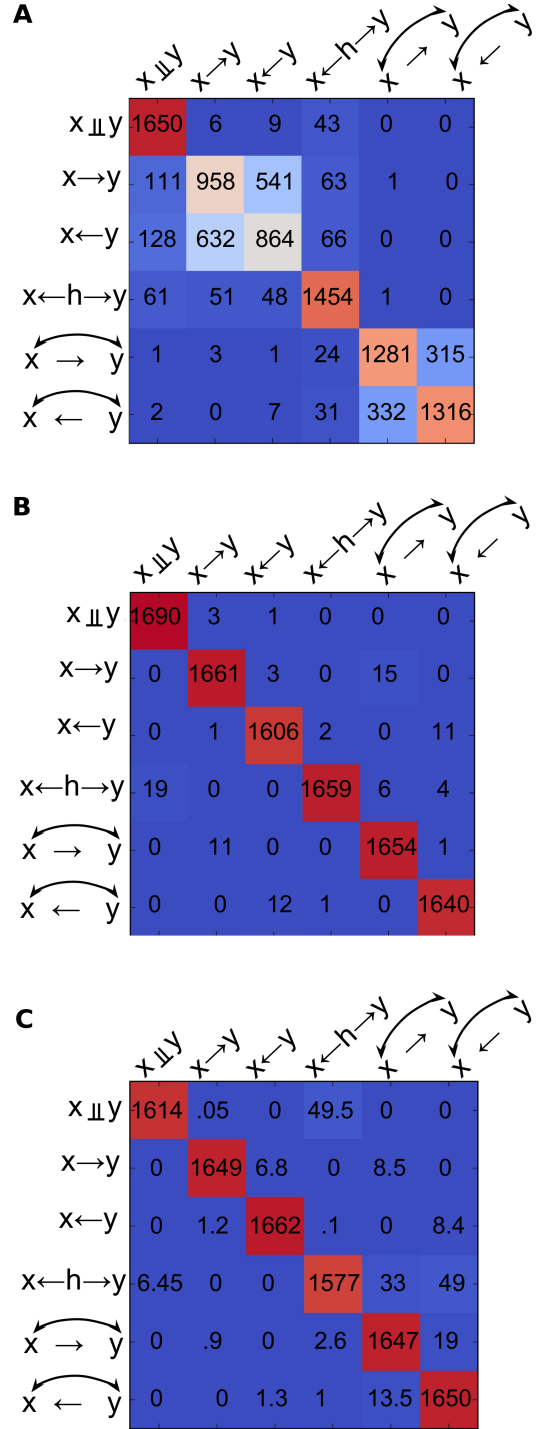 A
x⫫y x→y x←y x←h→y x → y x ← y
x⫫y 1650 6 9 43 0 0
x→y 111 958 541 63 1 0
x←y 128 632 864 66 0 0
x←h→y 61 51 48 1454 1 0
x → y 1 3 1 24 1281 315
x ← y 2 0 7 31 332 1316
B
x⫫y x→y x←y x←h→y x → y x ← y
x⫫y 1690 3 1 0 0 0
x→y 0 1661 3 0 15 0
x←y 0 1 1606 2 0 11
x←h→y 19 0 0 1659 6 4
x → y 0 11 0 0 1654 1
x ← y 0 0 12 1 0 1640
C
x⫫y x→y x←y x←h→y x → y x ← y
x⫫y 1614 .05 0 49.5 0 0
x→y 0 1649 6.8 0 8.5 0
x←y 0 1.2 1662 .1 0 8.4
x←h→y 6.45 0 0 1577 33 49
x → y 0 .9 0 2.6 1647 19
x ← y 0 0 1.3 1 13.5 1650